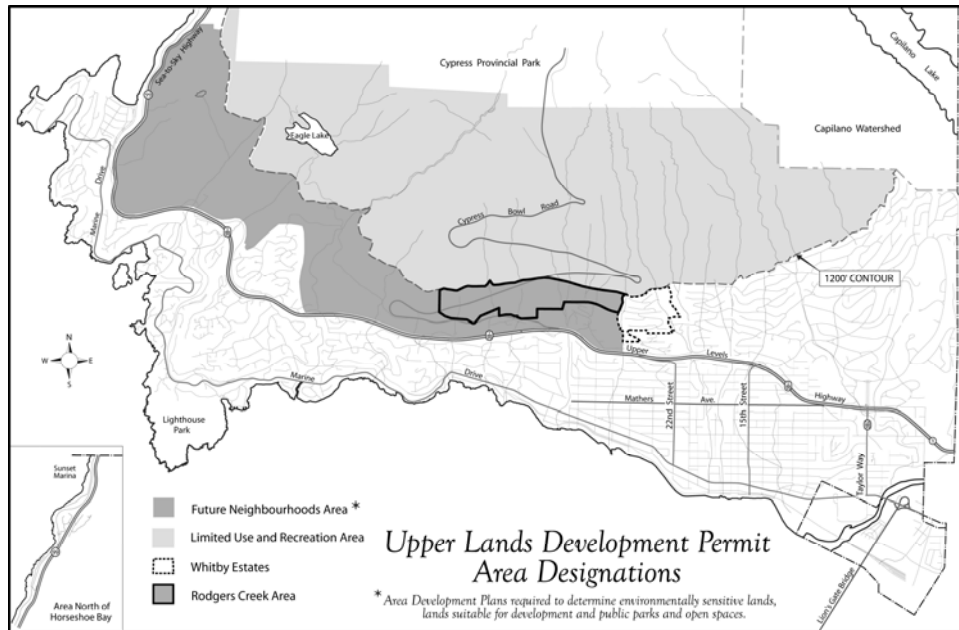 Sea-to-Sky Highway
Cypress Provincial Park
Capilano
Lake
Capilano Watershed
Eagle Lake
Marine Drive
Cypress Bowl Road
1200' CONTOUR
N
W
E
S
Upper Levels Highway
Marine Drive
Mathers Ave.
22nd Street
15th Street
Taylor Way
Lighthouse
Park
Lion's Gate Bridge
Sunset
Marina
Area North of
Horseshoe Bay
Future Neighbourhoods Area *
Limited Use and Recreation Area
Whitby Estates
Rodgers Creek Area
Upper Lands Development Permit
Area Designations
* Area Development Plans required to determine environmentally sensitive lands,
lands suitable for development and public parks and open spaces.